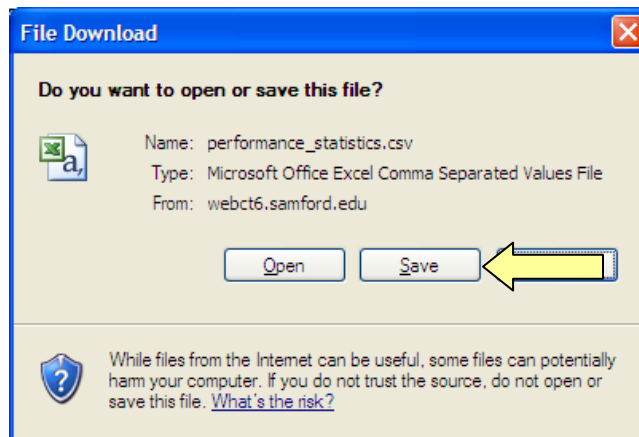 File Download
Do you want to open or save this file?
Name: performance_statistics.csv
Type: Microsoft Office Excel Comma Separated Values File
From: webct6.samford.edu
Open Save
While files from the Internet can be useful, some files can potentially
harm your computer. If you do not trust the source, do not open or
save this file. What's the risk?